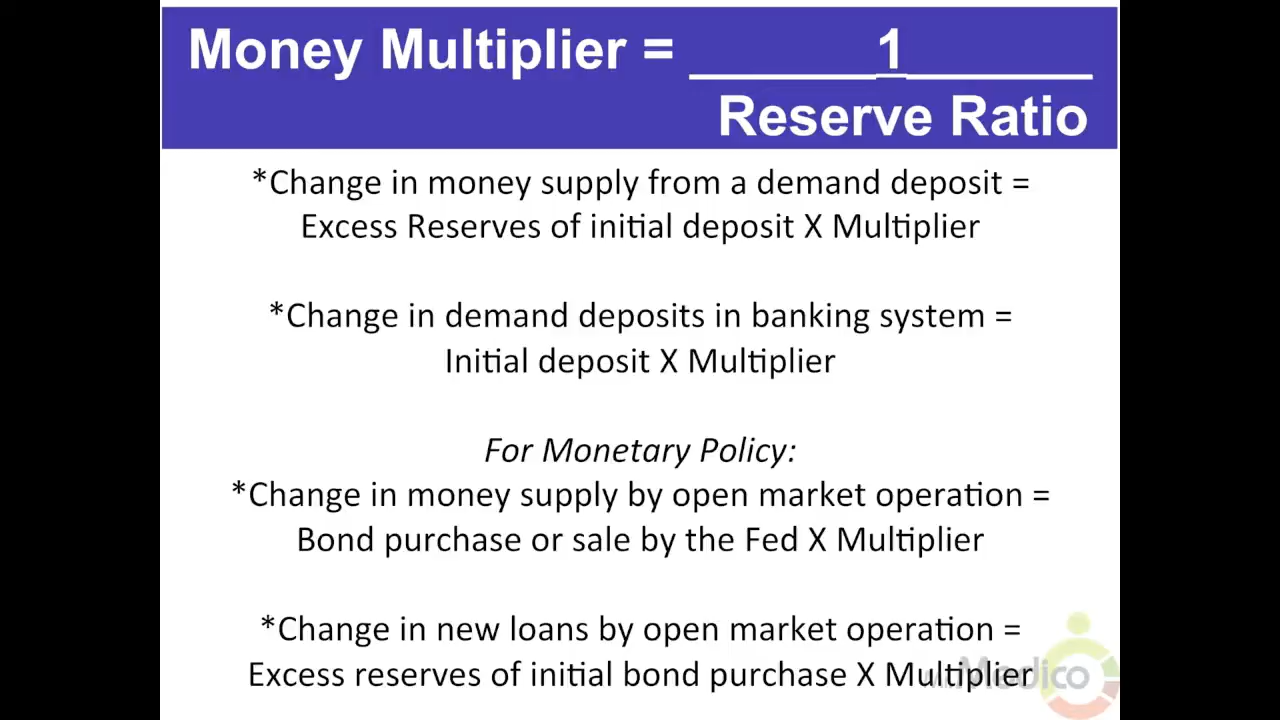 Money Multiplier = 1
Reserve Ratio
*Change in money supply from a demand deposit =
Excess Reserves of initial deposit X Multiplier
*Change in demand deposits in banking system =
Initial deposit X Multiplier
For Monetary Policy:
*Change in money supply by open market operation =
Bond purchase or sale by the Fed X Multiplier
*Change in new loans by open market operation =
Excess reserves of initial bond purchase X Multiplier
Medico